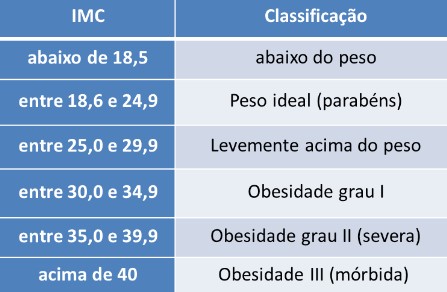 IMC Classificação
abaixo de 18,5 abaixo do peso
entre 18,6 e 24,9 Peso ideal (parabéns)
entre 25,0 e 29,9 Levemente acima do peso
entre 30,0 e 34,9 Obesidade grau I
entre 35,0 e 39,9 Obesidade grau II (severa)
acima de 40 Obesidade III (mórbida)